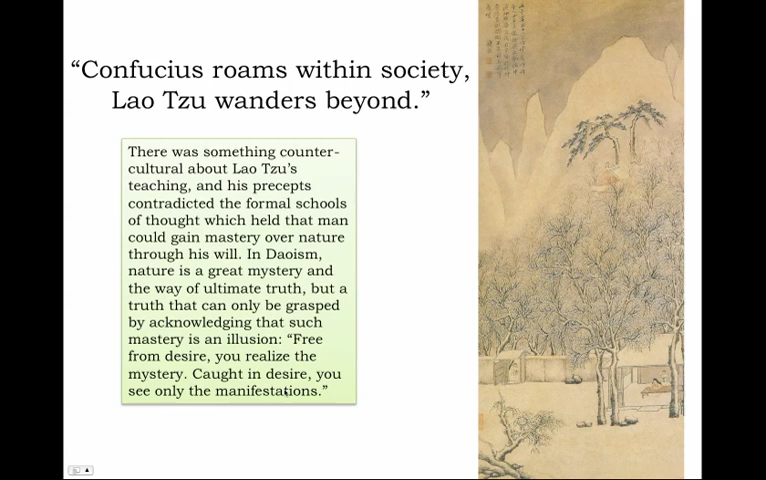 “Confucius roams within society,
Lao Tzu wanders beyond.”
There was something counter-
cultural about Lao Tzu’s
teaching, and his precepts
contradicted the formal schools
of thought which held that man
could gain mastery over nature
through his will. In Daoism,
nature is a great mystery and
the way of ultimate truth, but a
truth that can only be grasped
by acknowledging that such
mastery is an illusion: “Free
from desire, you realize the
mystery. Caught in desire, you
see only the manifestations.”